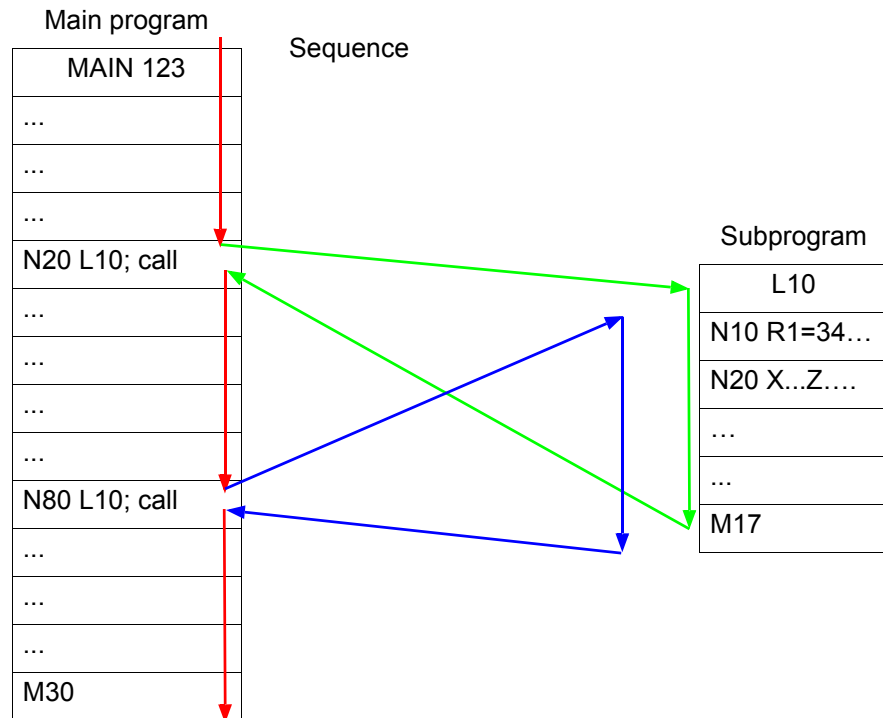 Main program
Sequence
MAIN 123
...
...
...
N20 L10; call
...
...
...
...
N80 L10; call
...
...
...
M30
Subprogram
L10
N10 R1=34…
N20 X...Z….
…
...
M17